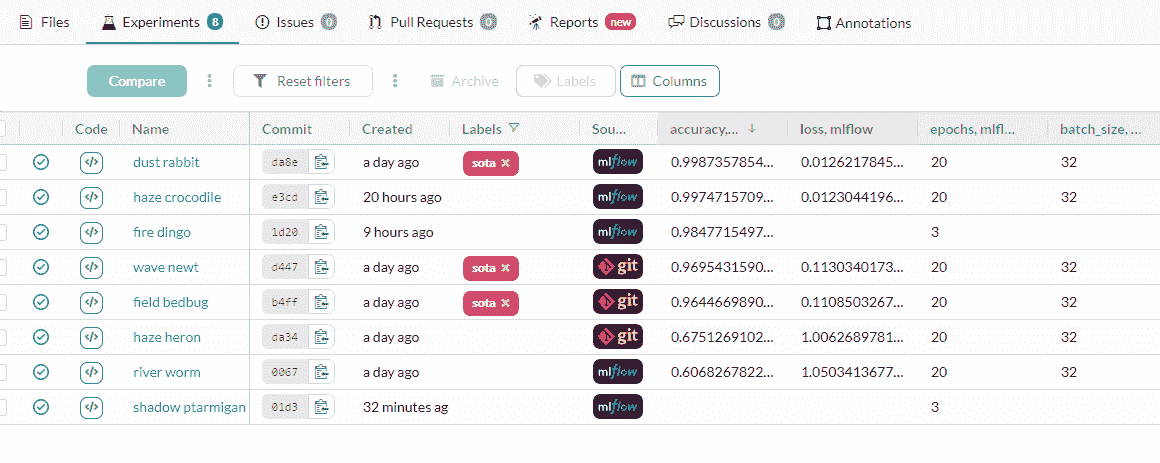 Files Experiments 8 Issues 0 Pull Requests 0 Reports new Discussions 0 Annotations
Compare Reset filters Archive Labels Columns
Code Name Commit Created Labels Sou... accuracy,... ↓ loss, mlflow epochs, mlfl... batch_size, ...
dust rabbit da8e a day ago sota × mlflow 0.9987357854... 0.0126217845... 20 32
haze crocodile e3cd 20 hours ago mlflow 0.9974715709... 0.0123044196... 20 32
fire dingo 1d20 9 hours ago mlflow 0.9847715497... 3
wave newt d447 a day ago sota × git 0.9695431590... 0.1130340173... 20 32
field bedbug b4ff a day ago sota × git 0.9644669890... 0.1108503267... 20 32
haze heron da34 a day ago git 0.6751269102... 1.0062689781... 20 32
river worm 0067 a day ago mlflow 0.6068267822... 1.0503413677... 20 32
shadow ptarmigan 01d3 32 minutes ag mlflow 3